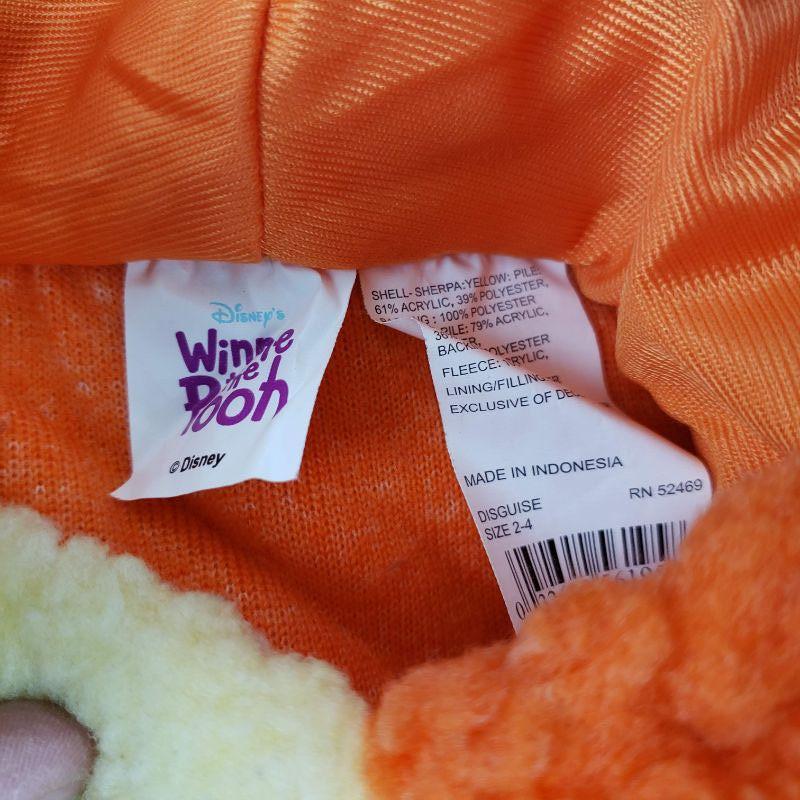 Disney's
Winnie
the
Pooh
© Disney
SHELL- SHERPA:YELLOW: PILE:
61% ACRYLIC, 39% POLYESTER,
: 100% POLYESTER
79% ACRYLIC,
FLEECE:
LINING/FILLING
EXCLUSIVE OF
MADE IN INDONESIA
RN 52469
DISGUISE
SIZE 2-4